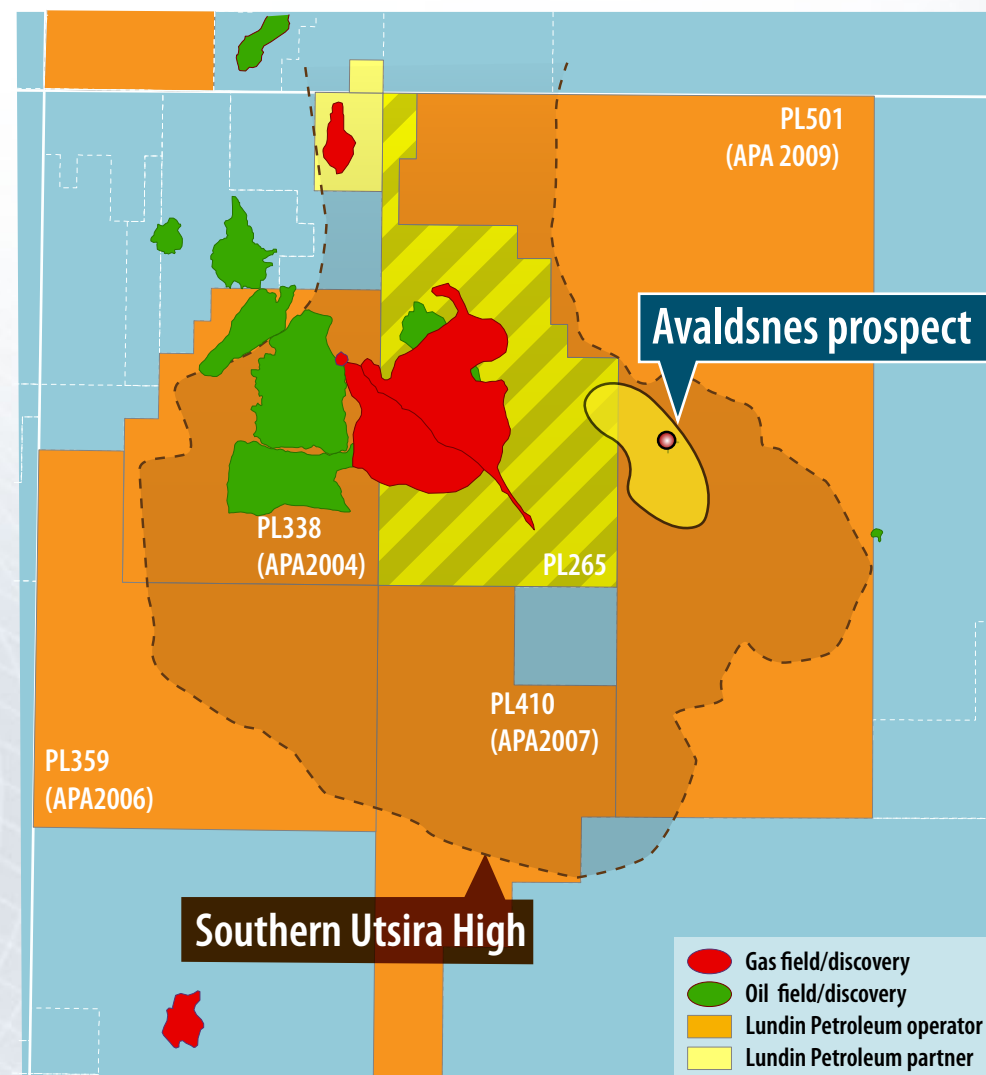 PL501
(APA 2009)
Avaldsnes prospect
PL338
(APA2004)
PL265
PL410
(APA2007)
PL359
(APA2006)
Southern Utsira High
Gas field/discovery
Oil field/discovery
Lundin Petroleum operator
Lundin Petroleum partner